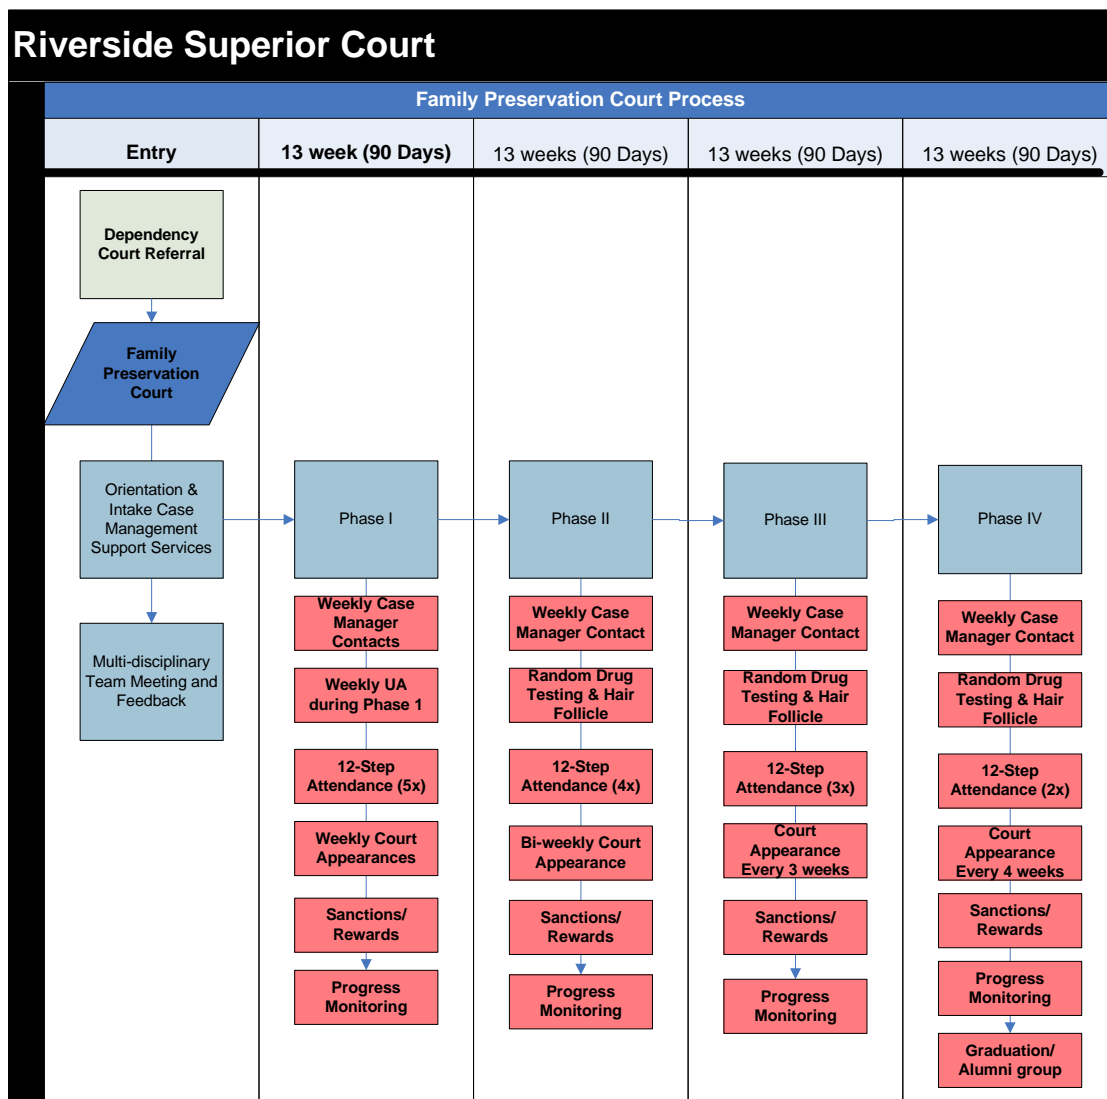 Riverside Superior Court
Family Preservation Court Process
Entry
13 week (90 Days)
13 weeks (90 Days)
13 weeks (90 Days)
13 weeks (90 Days)
Dependency
Court Referral
Family
Preservation
Court
Orientation &
Intake Case
Management
Support Services
Multi-disciplinary
Team Meeting and
Feedback
Phase I
Weekly Case
Manager
Contacts
Weekly UA
during Phase 1
12-Step
Attendance (5x)
Weekly Court
Appearances
Sanctions/
Rewards
Progress
Monitoring
Phase II
Weekly Case
Manager Contact
Random Drug
Testing & Hair
Follicle
12-Step
Attendance (4x)
Bi-weekly Court
Appearance
Sanctions/
Rewards
Progress
Monitoring
Phase III
Weekly Case
Manager Contact
Random Drug
Testing & Hair
Follicle
12-Step
Attendance (3x)
Court
Appearance
Every 3 weeks
Sanctions/
Rewards
Progress
Monitoring
Phase IV
Weekly Case
Manager Contact
Random Drug
Testing & Hair
Follicle
12-Step
Attendance (2x)
Court
Appearance
Every 4 weeks
Sanctions/
Rewards
Progress
Monitoring
Graduation/
Alumni group